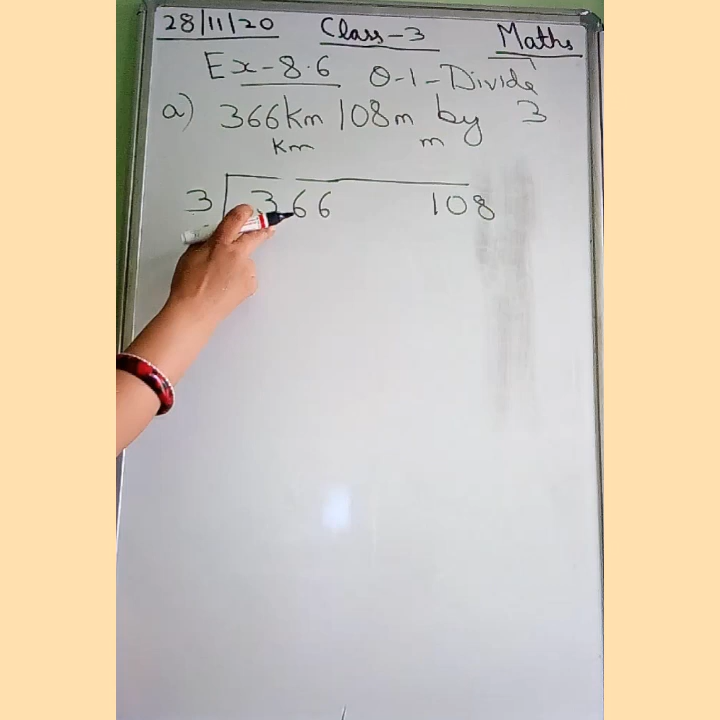 28/11/20 Class-3 Maths
Ex-8.6 Q-1-Divide
a) 366km 108m by 3
km m
3 366 108